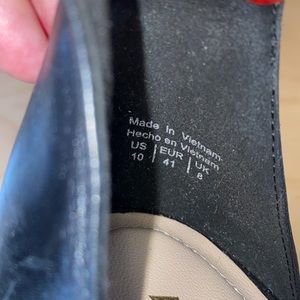 Made In Vietnam
Hecho en Vietnam
US | EUR | UK
10 | 41 | 8